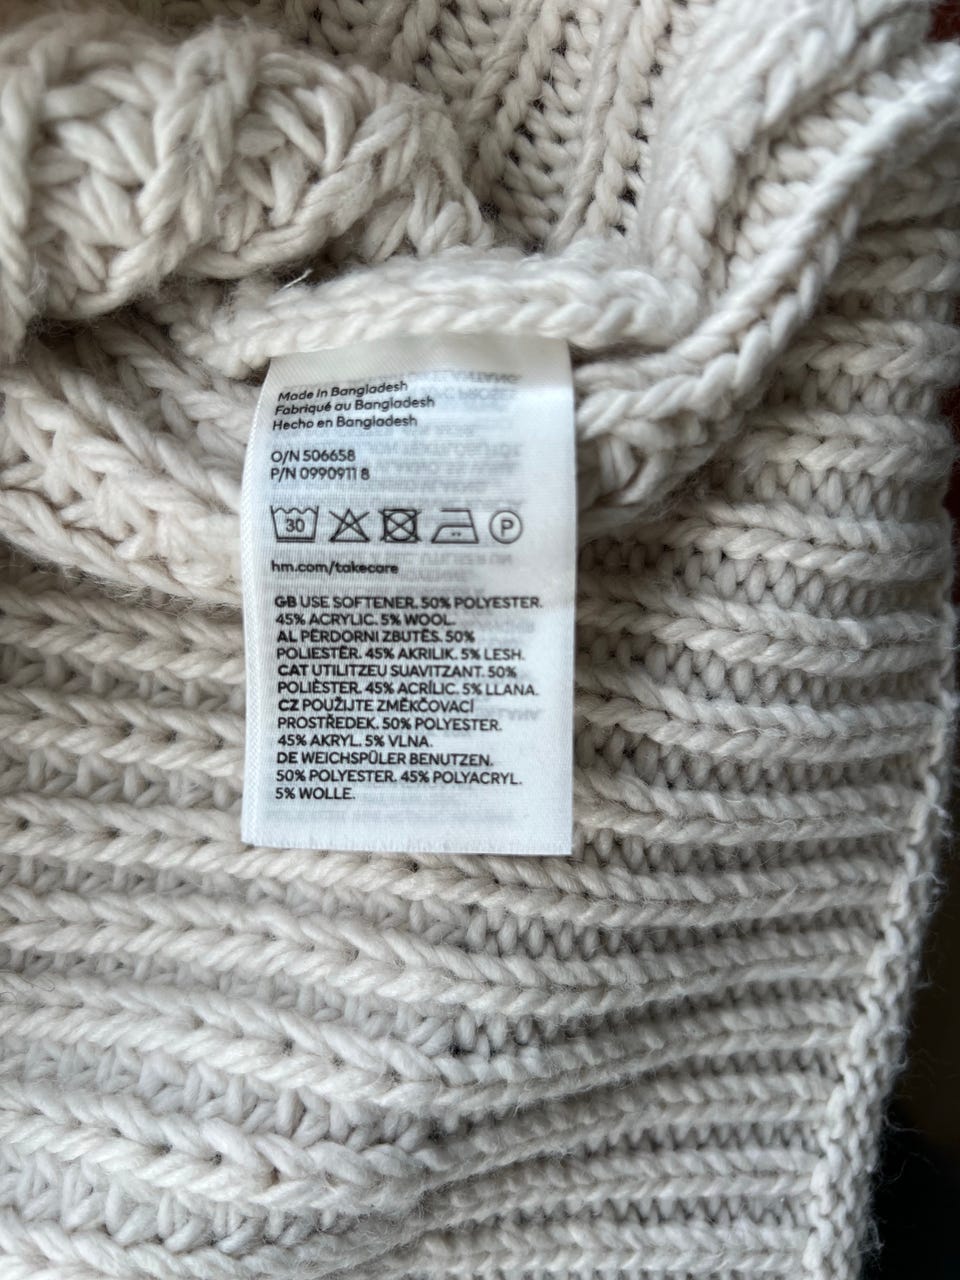 Made in Bangladesh
Fabriqué au Bangladesh
Hecho en Bangladesh
O/N 506658
P/N 0990911 8
30 P
hm.com/takecare
GB USE SOFTENER. 50% POLYESTER.
45% ACRYLIC. 5% WOOL.
AL PËRDORNI ZBUTËS. 50%
POLIESTËR. 45% AKRILIK. 5% LESH.
CAT UTILITZEU SUAVITZANT. 50%
POLIÈSTER. 45% ACRÍLIC. 5% LLANA.
CZ POUŽIJTE ZMĚKČOVACÍ
PROSTŘEDEK. 50% POLYESTER.
45% AKRYL. 5% VLNA.
DE WEICHSPÜLER BENUTZEN.
50% POLYESTER. 45% POLYACRYL.
5% WOLLE.